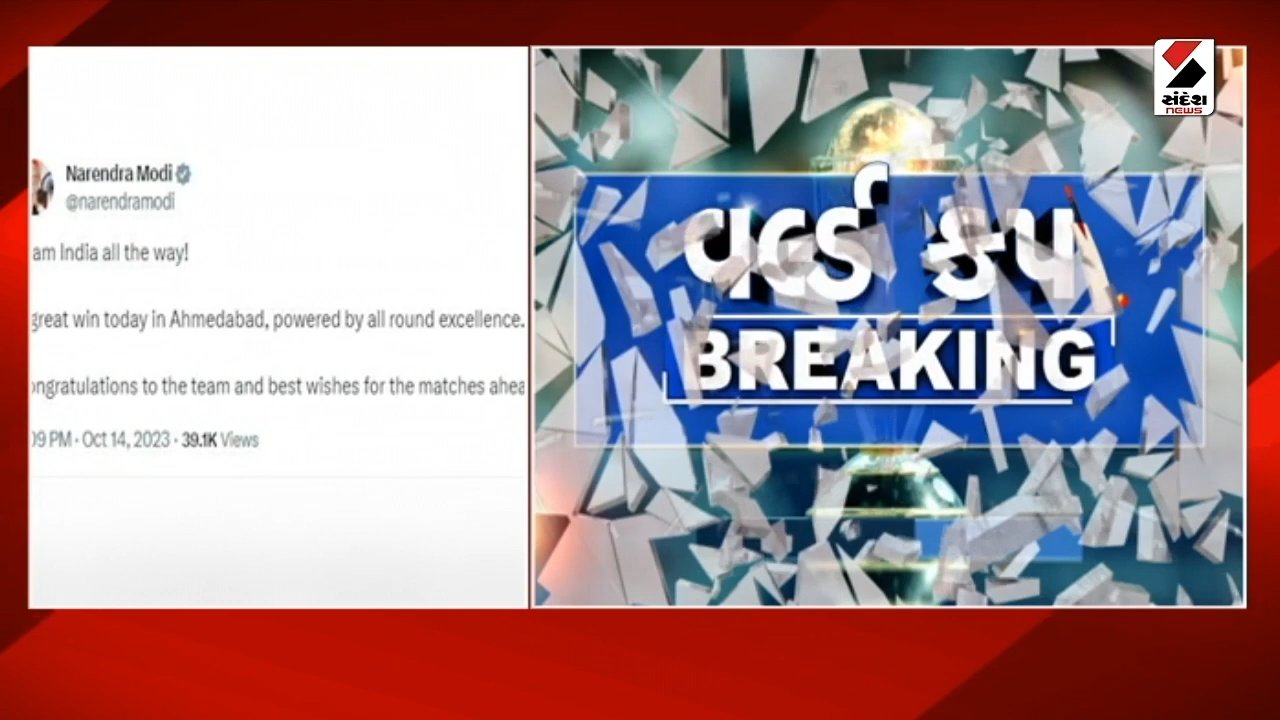 Narendra Modi
@narendramodi
am India all the way!
great win today in Ahmedabad, powered by all round excellence.
ongratulations to the team and best wishes for the matches ahea
09 PM · Oct 14, 2023 · 39.1K Views
વર્લ્ડ કપ
BREAKING
સંદેશ
NEWS